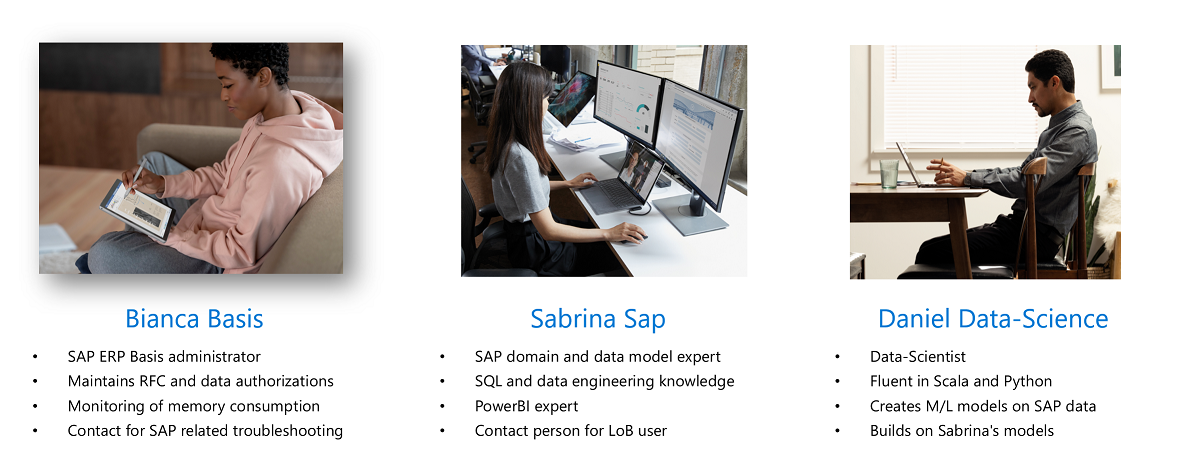 Bianca Basis
• SAP ERP Basis administrator
• Maintains RFC and data authorizations
• Monitoring of memory consumption
• Contact for SAP related troubleshooting
Sabrina Sap
• SAP domain and data model expert
• SQL and data engineering knowledge
• PowerBI expert
• Contact person for LoB user
Daniel Data-Science
• Data-Scientist
• Fluent in Scala and Python
• Creates M/L models on SAP data
• Builds on Sabrina's models